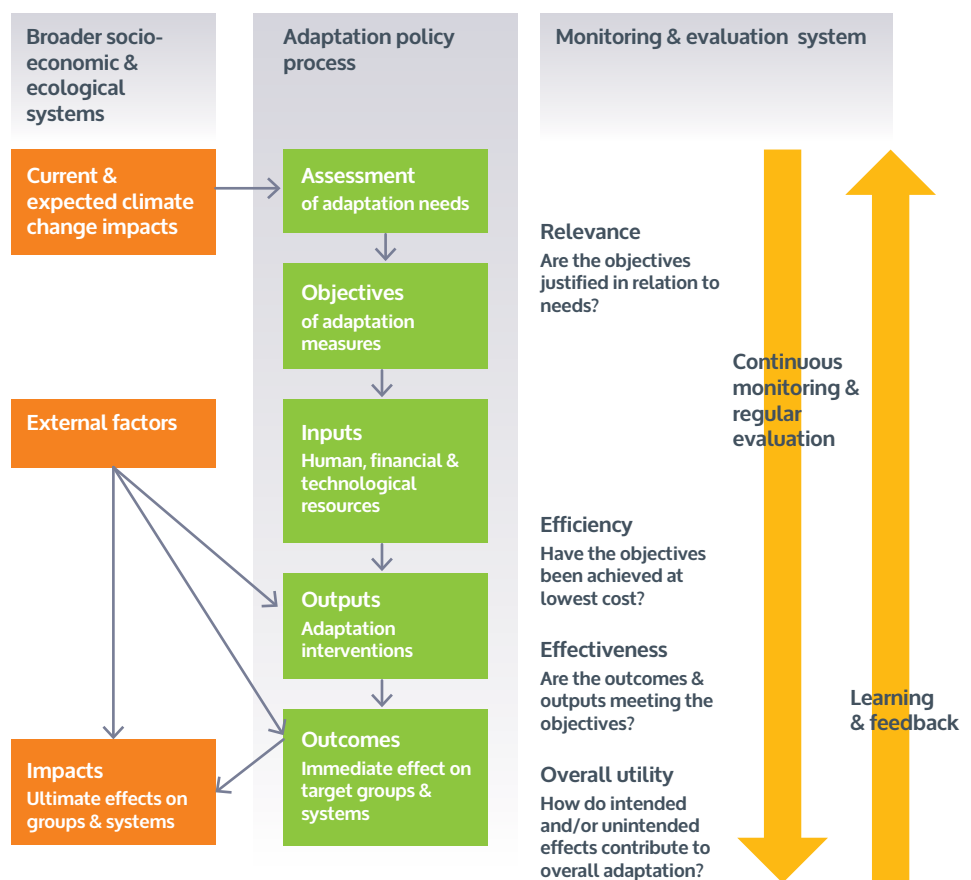 Broader socio-
economic &
ecological
systems
Adaptation policy
process
Monitoring & evaluation system
Current &
expected climate
change impacts
Assessment
of adaptation needs
Relevance
Are the objectives
justified in relation to
needs?
Objectives
of adaptation
measures
Continuous
monitoring &
regular
evaluation
External factors
Inputs
Human, financial &
technological
resources
Efficiency
Have the objectives
been achieved at
lowest cost?
Outputs
Adaptation
interventions
Effectiveness
Are the outcomes &
outputs meeting the
objectives?
Learning
& feedback
Impacts
Ultimate effects on
groups & systems
Outcomes
Immediate effect on
target groups &
systems
Overall utility
How do intended
and/or unintended
effects contribute to
overall adaptation?